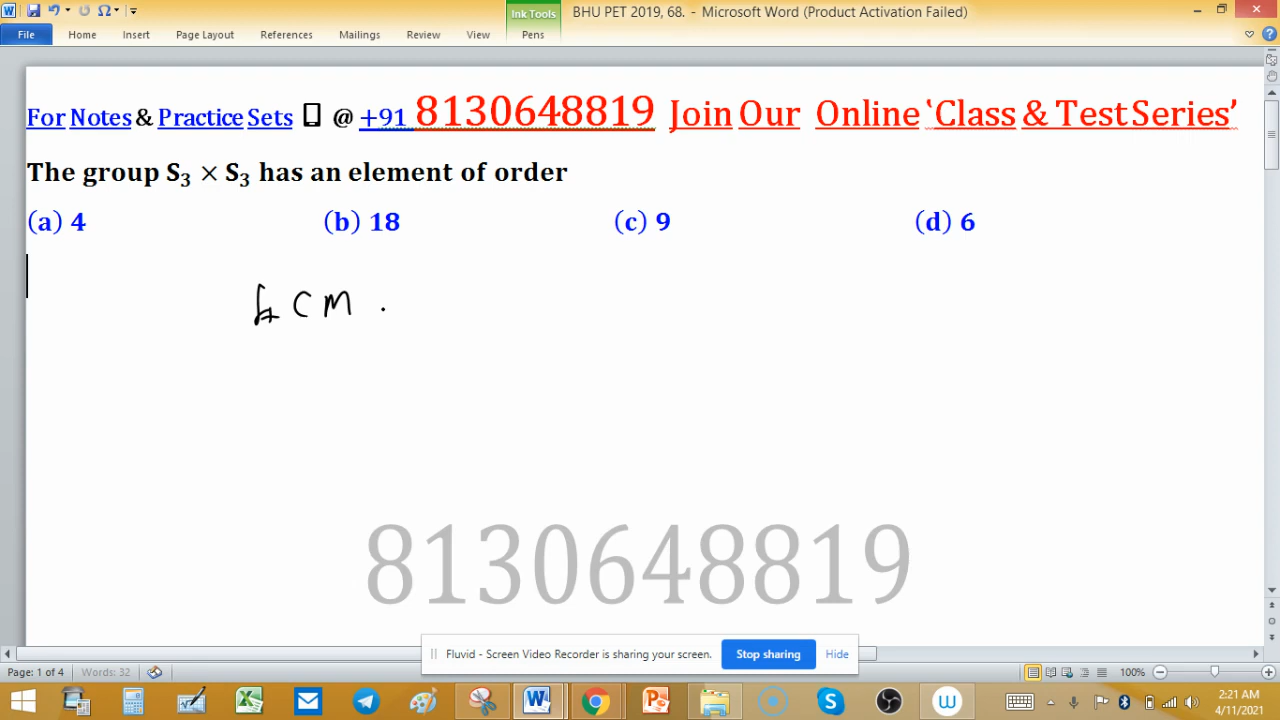 BHU PET 2019, 68. - Microsoft Word (Product Activation Failed)
Ink Tools
File Home Insert Page Layout References Mailings Review View Pens
For Notes & Practice Sets @ +91 8130648819 Join Our Online 'Class & Test Series'
The group S₃ × S₃ has an element of order
(a) 4 (b) 18 (c) 9 (d) 6
LCM .
8130648819
Fluvid - Screen Video Recorder is sharing your screen. Stop sharing Hide
Page: 1 of 4 Words: 32 100%
2:21 AM
4/11/2021